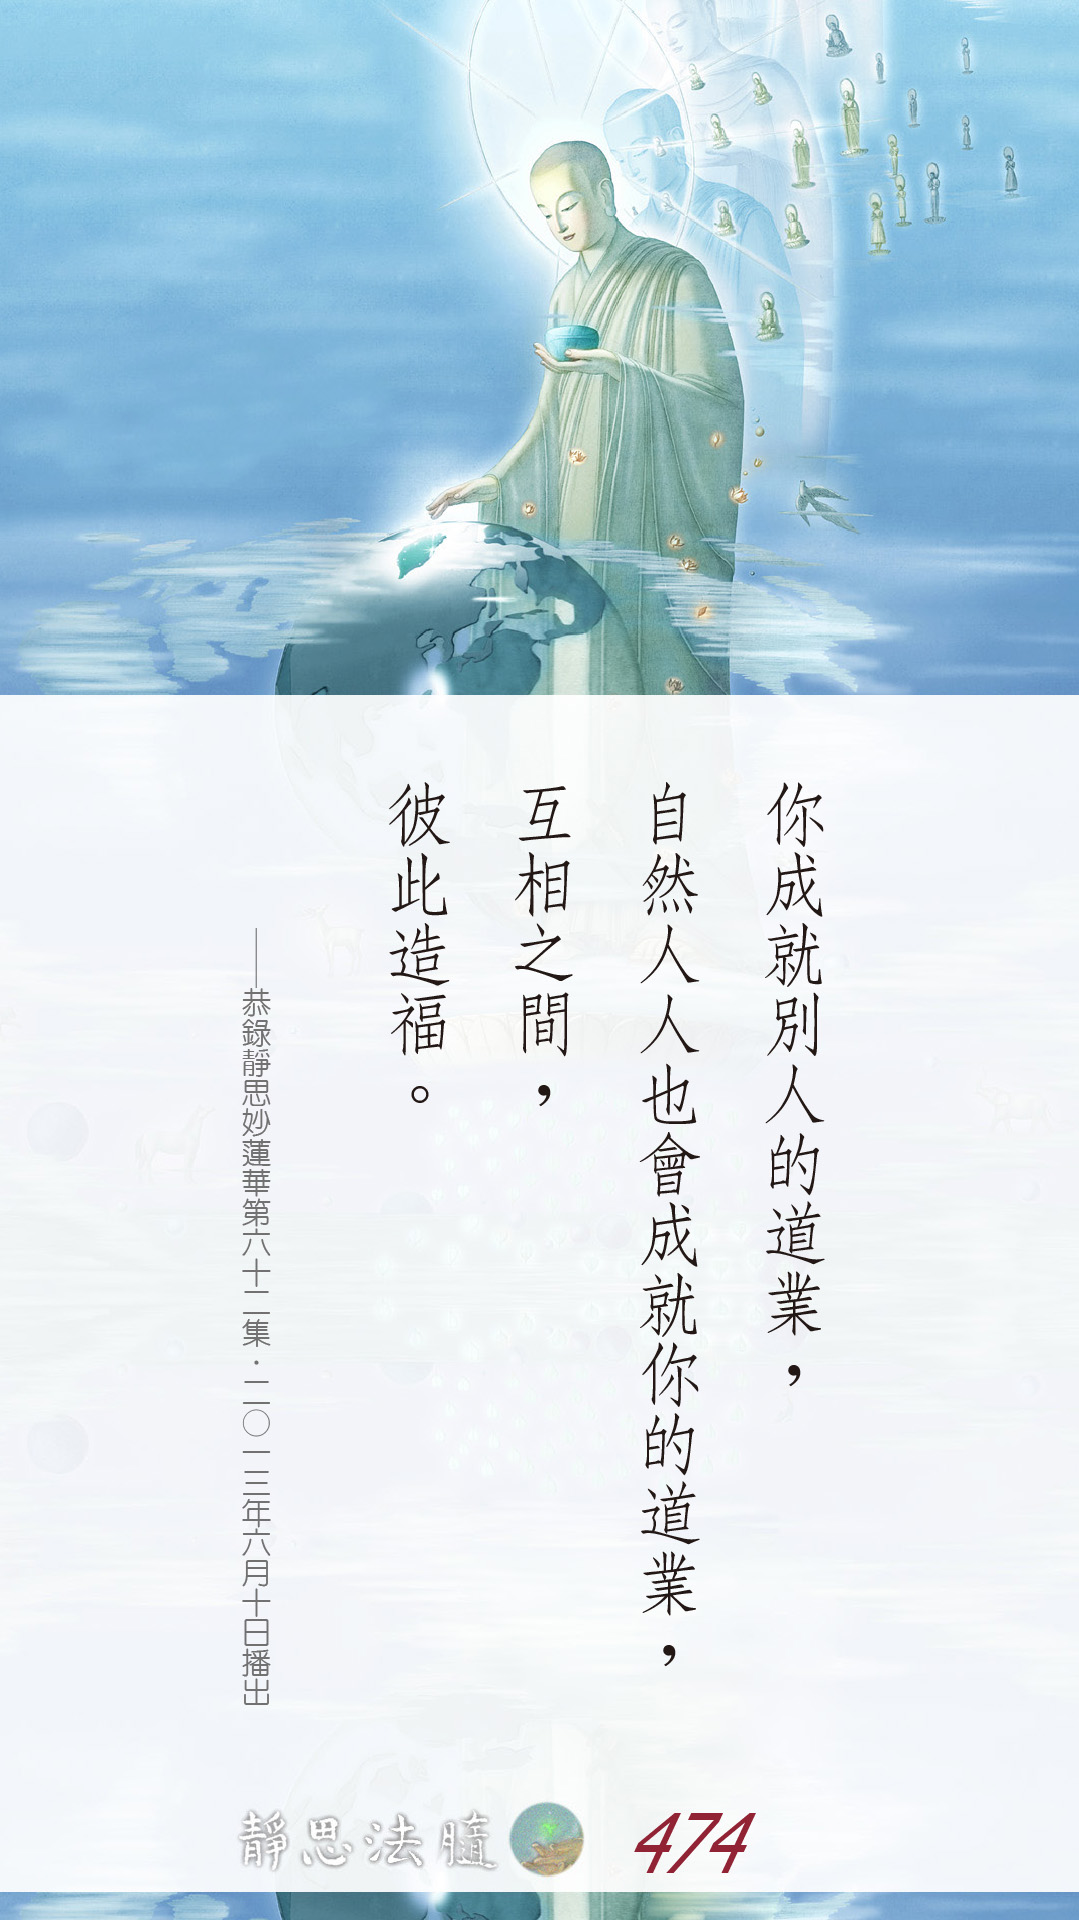 你成就別人的道業，
自然人人也會成就你的道業，
互相之間，
彼此造福。
──恭錄靜思妙蓮華第六十二集．二〇一三年六月十日播出
靜思法髓
474